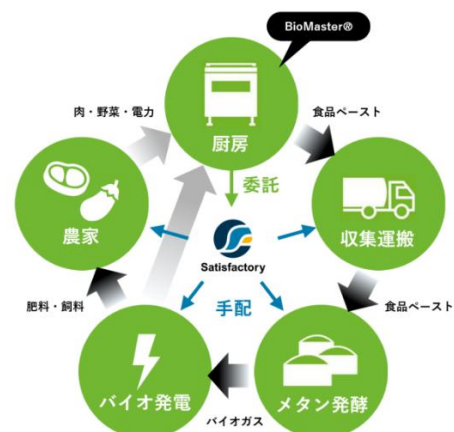 BioMaster®
肉・野菜・電力
食品ペースト
厨房
委託
農家
収集運搬
Satisfactory
肥料・飼料
手配
食品ペースト
バイオ発電
メタン発酵
バイオガス